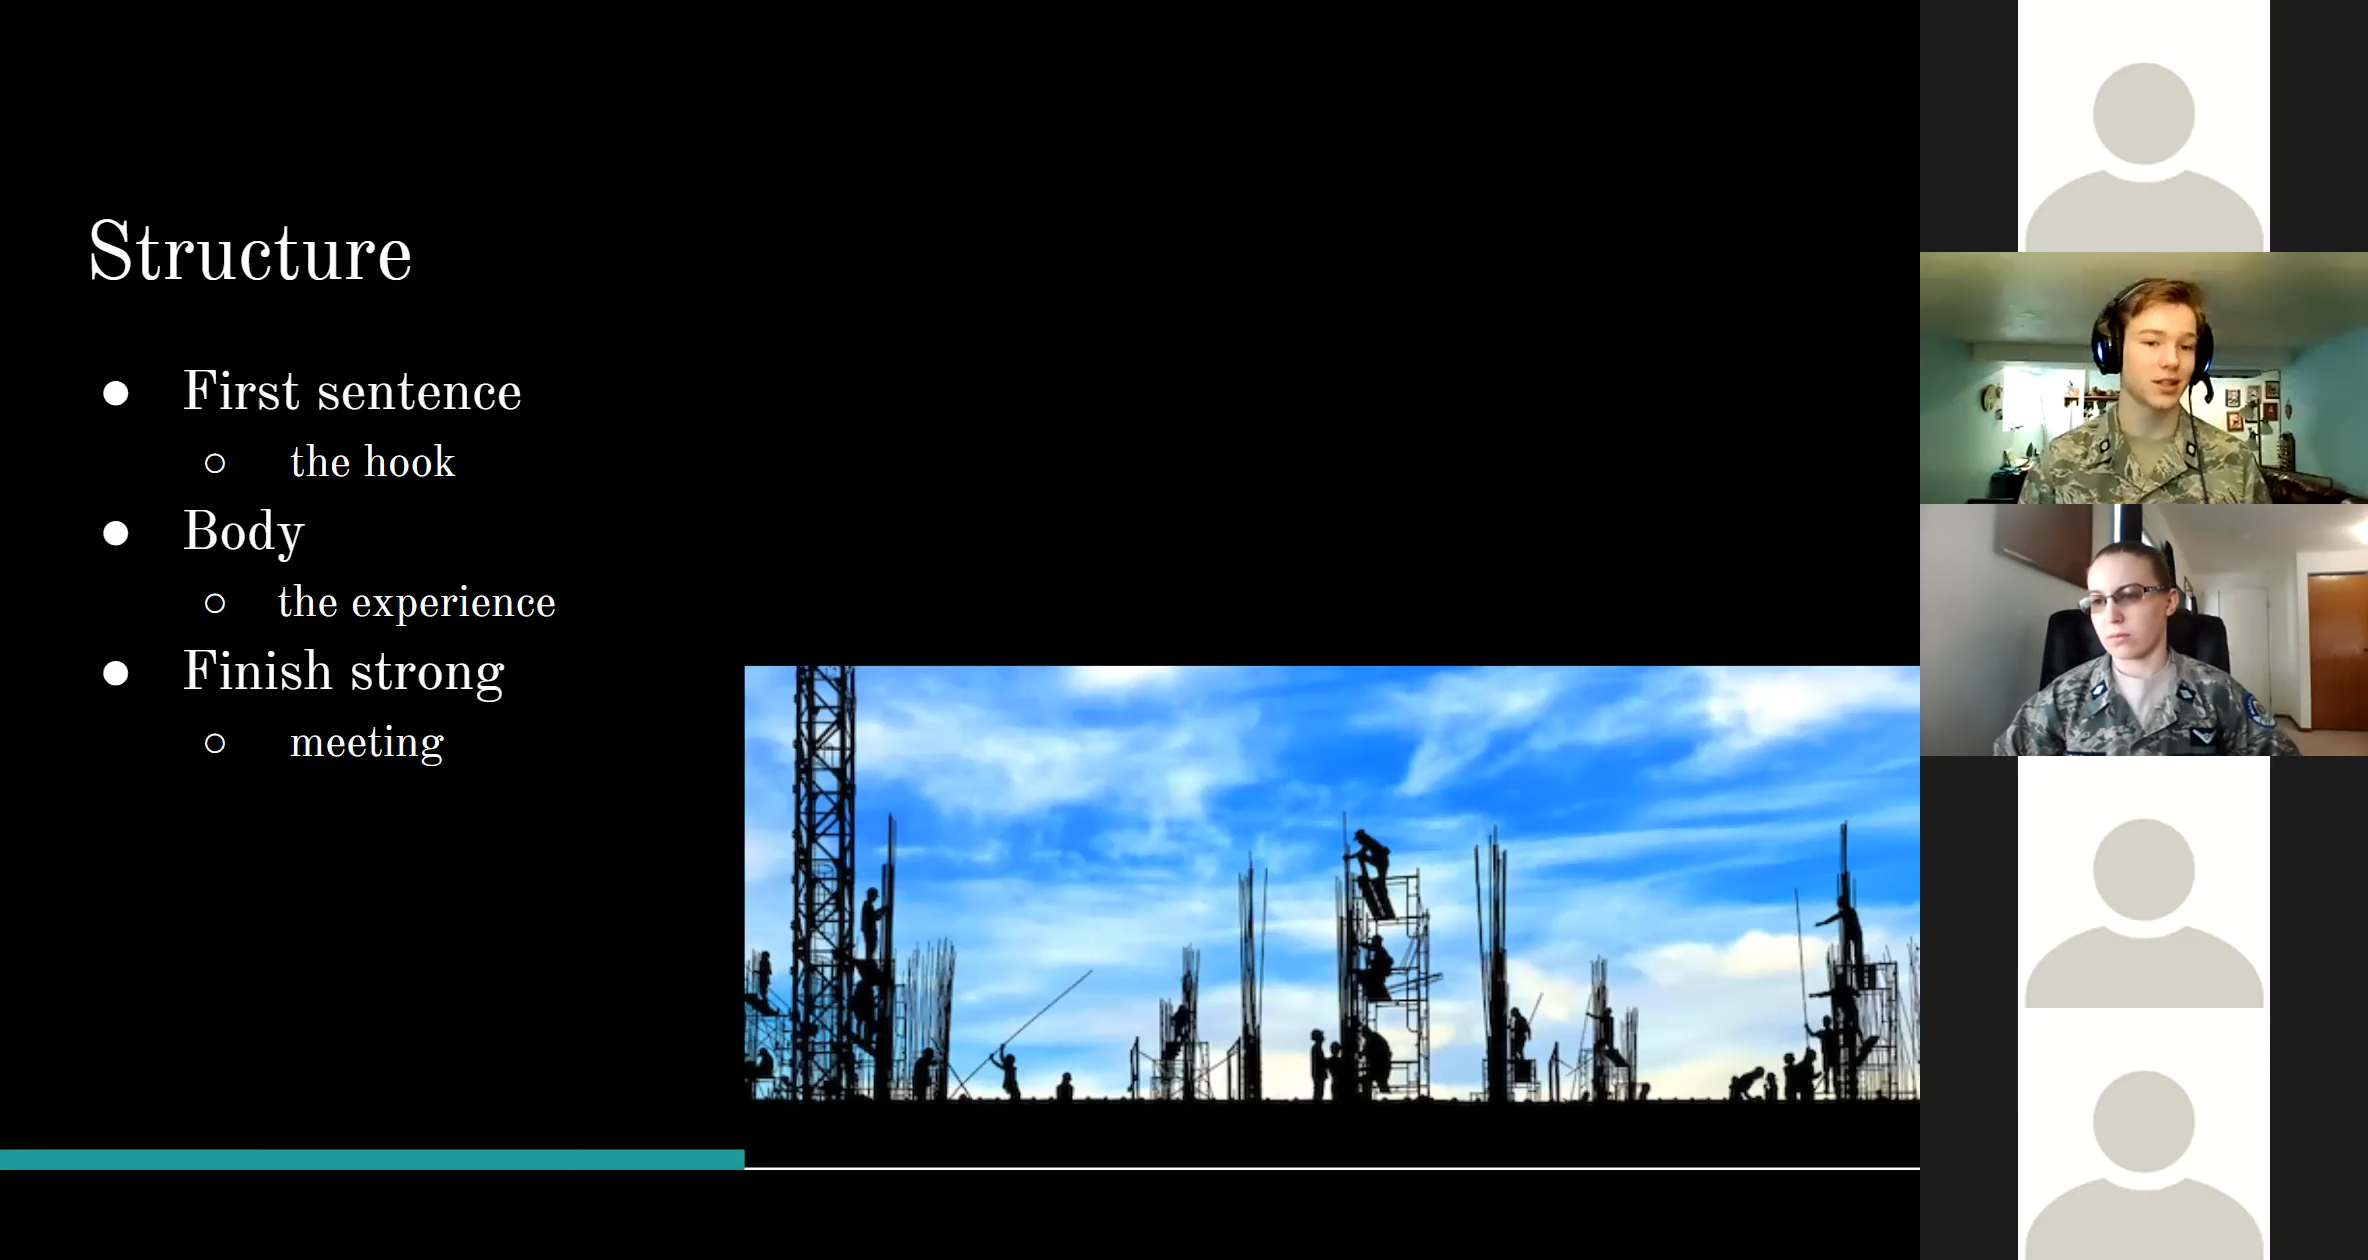 Structure
● First sentence
○ the hook
● Body
○ the experience
● Finish strong
○ meeting